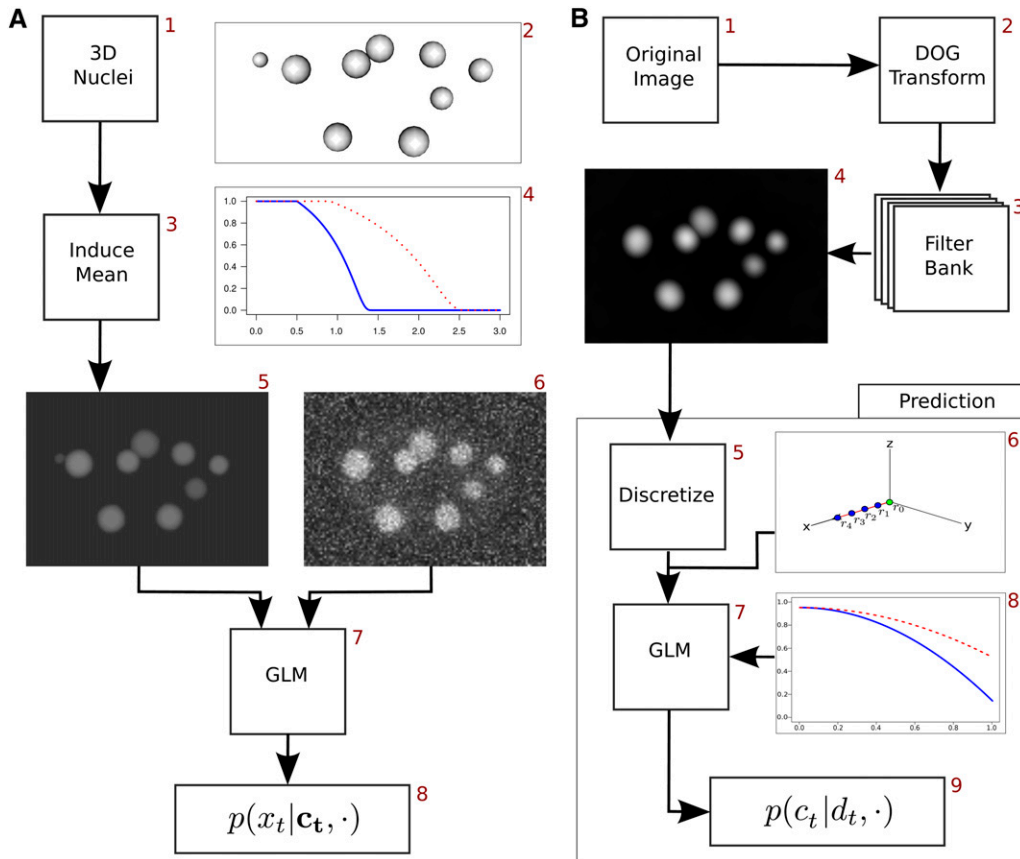 A
1
3D
Nuclei
2
3
Induce
Mean
4
1.0
0.8
0.6
0.4
0.2
0.0
0.0 0.5 1.0 1.5 2.0 2.5 3.0
5
6
7
GLM
8
p(x_t|c_t, ·)
B
1
Original
Image
2
DOG
Transform
3
Filter
Bank
4
Prediction
5
Discretize
6
z
x
y
r_4 r_3 r_2 r_1 r_0
7
GLM
8
1.0
0.8
0.6
0.4
0.2
0.0
0.0 0.2 0.4 0.6 0.8 1.0
9
p(c_t|d_t, ·)